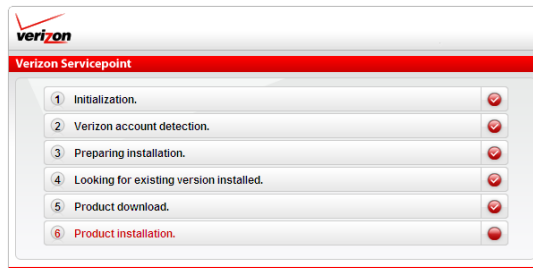 verizon
Verizon Servicepoint
1 Initialization.
2 Verizon account detection.
3 Preparing installation.
4 Looking for existing version installed.
5 Product download.
6 Product installation.